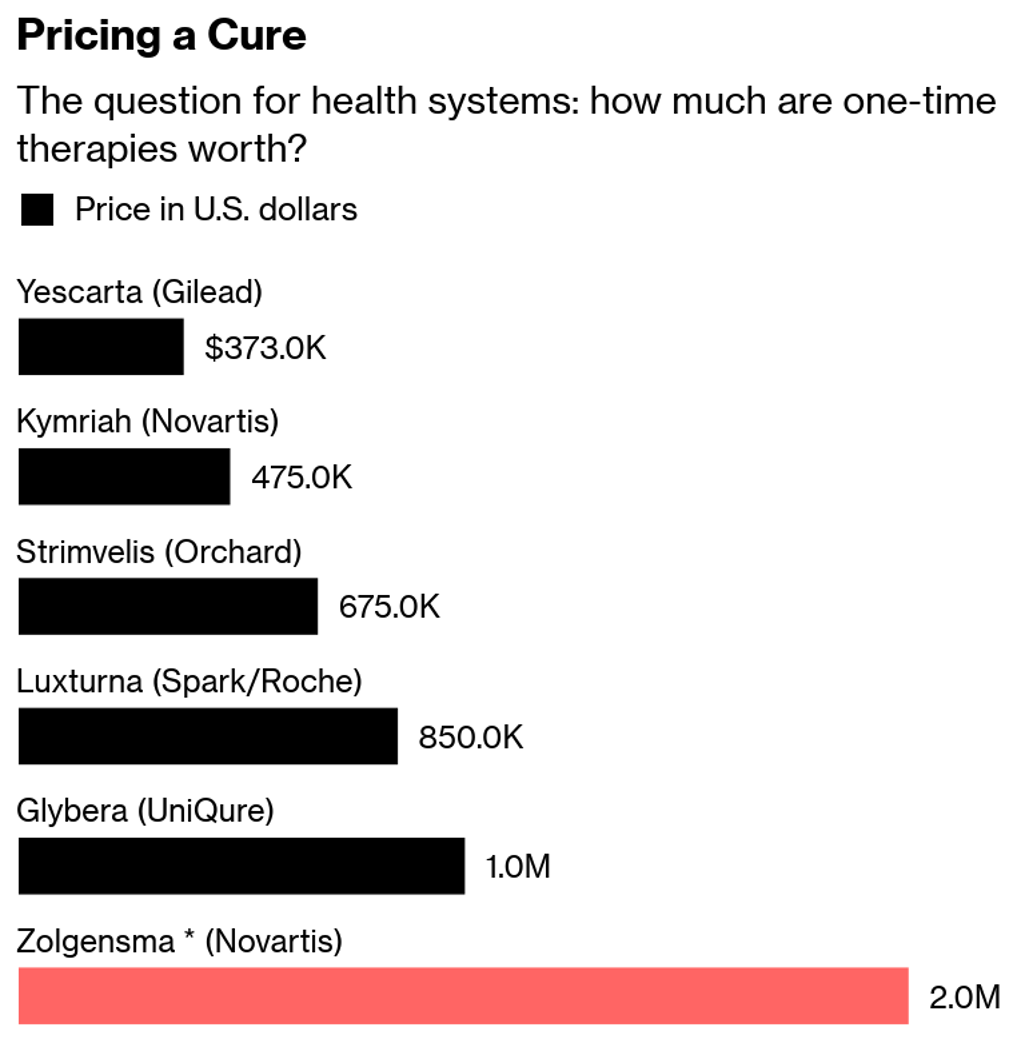 Pricing a Cure
The question for health systems: how much are one-time
therapies worth?
Price in U.S. dollars
Yescarta (Gilead)
$373.0K
Kymriah (Novartis)
475.0K
Strimvelis (Orchard)
675.0K
Luxturna (Spark/Roche)
850.0K
Glybera (UniQure)
1.0M
Zolgensma * (Novartis)
2.0M